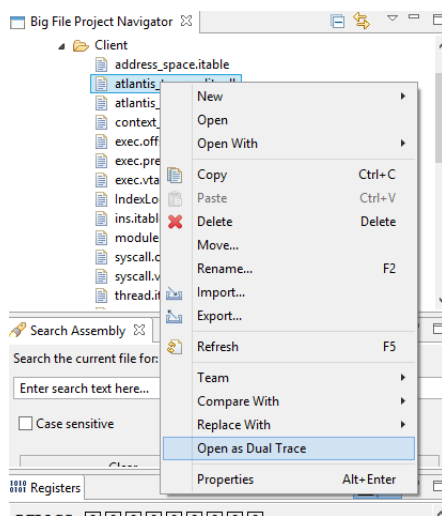 Big File Project Navigator
Client
address_space.itable
atlantis_
atlantis_
context_
exec.off
exec.pre
exec.vta
IndexLo
ins.itabl
module
syscall.
syscall.v
thread.it
New
Open
Open With
Copy Ctrl+C
Paste Ctrl+V
Delete Delete
Move...
Rename... F2
Import...
Export...
Refresh F5
Team
Compare With
Replace With
Open as Dual Trace
Properties Alt+Enter
Search Assembly
Search the current file for:
Enter search text here...
Case sensitive
Clear
1010
0101 Registers